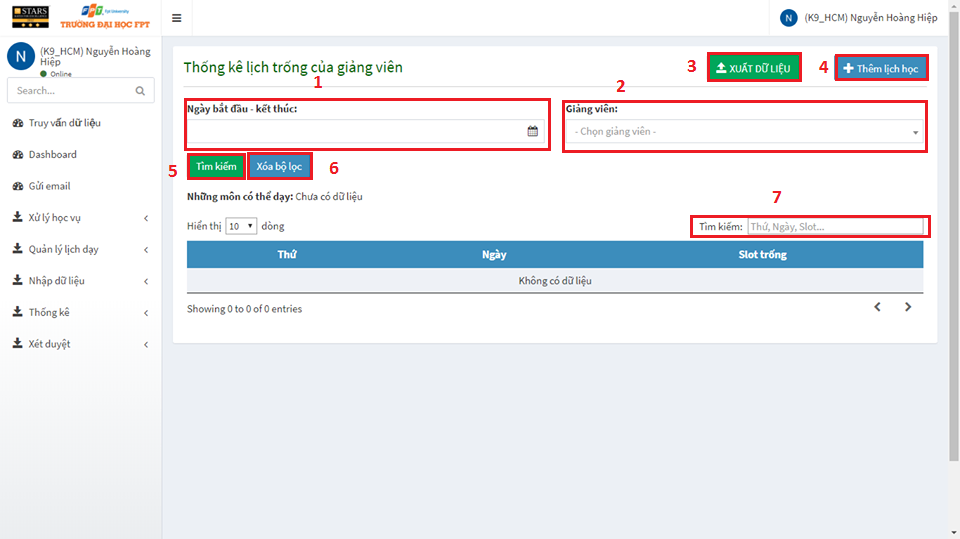 STARS
FPT Fpt University
TRƯỜNG ĐẠI HỌC FPT
N (K9_HCM) Nguyễn Hoàng Hiệp
N (K9_HCM) Nguyễn Hoàng
Hiệp
Online
Search...
Truy vấn dữ liệu
Dashboard
Gửi email
Xử lý học vụ
Quản lý lịch dạy
Nhập dữ liệu
Thống kê
Xét duyệt
Thống kê lịch trống của giảng viên
3 XUẤT DỮ LIỆU 4 Thêm lịch học
1 2
Ngày bắt đầu - kết thúc: Giảng viên:
- Chọn giảng viên -
5 Tìm kiếm Xóa bộ lọc 6
Những môn có thể dạy: Chưa có dữ liệu
7
Hiển thị 10 dòng Tìm kiếm: Thứ, Ngày, Slot...
Thứ Ngày Slot trống
Không có dữ liệu
Showing 0 to 0 of 0 entries